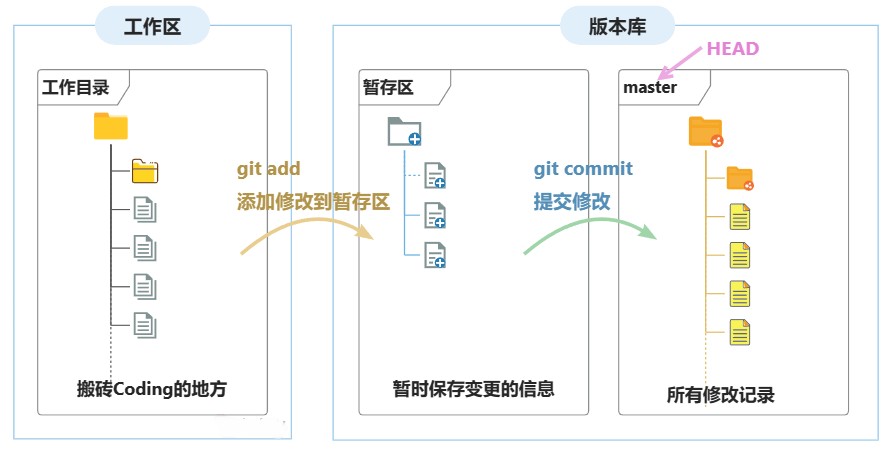 工作区
版本库
HEAD
工作目录
暂存区
master
git add
添加修改到暂存区
git commit
提交修改
搬砖Coding的地方
暂时保存变更的信息
所有修改记录